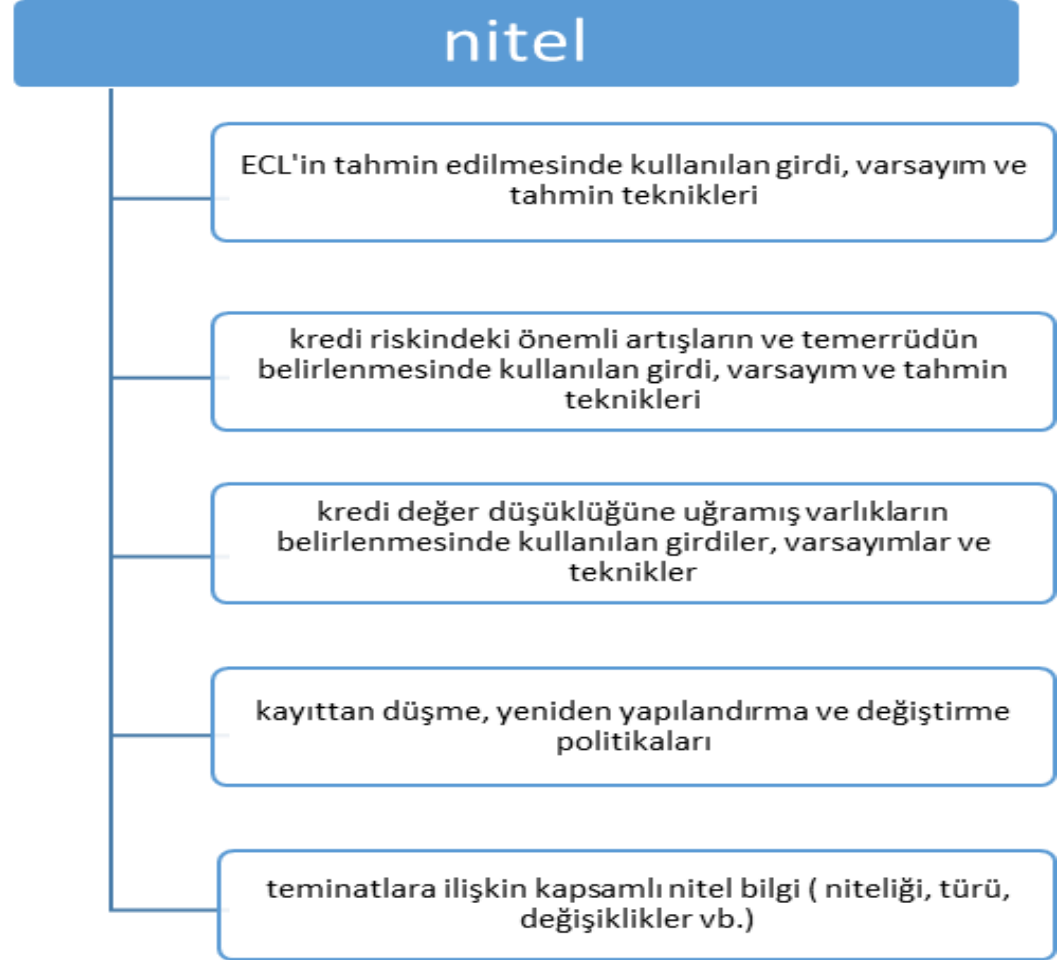 nitel
ECL'in tahmin edilmesinde kullanılan girdi, varsayım ve
tahmin teknikleri
kredi riskindeki önemli artışların ve temerrüdün
belirlenmesinde kullanılan girdi, varsayım ve tahmin
teknikleri
kredi değer düşüklüğüne uğramış varlıkların
belirlenmesinde kullanılan girdiler, varsayımlar ve
teknikler
kayıttan düşme, yeniden yapılandırma ve değiştirme
politikaları
teminatlara ilişkin kapsamlı nitel bilgi ( niteliği, türü,
değişiklikler vb.)